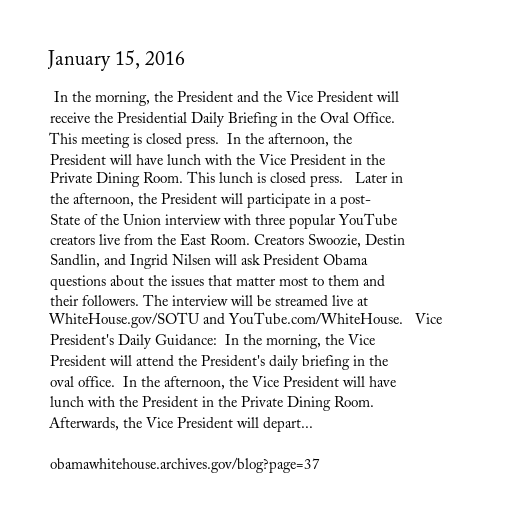 January 15, 2016
In the morning, the President and the Vice President will
receive the Presidential Daily Briefing in the Oval Office.
This meeting is closed press.  In the afternoon, the
President will have lunch with the Vice President in the
Private Dining Room. This lunch is closed press.   Later in
the afternoon, the President will participate in a post-
State of the Union interview with three popular YouTube
creators live from the East Room. Creators Swoozie, Destin
Sandlin, and Ingrid Nilsen will ask President Obama
questions about the issues that matter most to them and
their followers. The interview will be streamed live at
WhiteHouse.gov/SOTU and YouTube.com/WhiteHouse.   Vice
President's Daily Guidance:  In the morning, the Vice
President will attend the President's daily briefing in the
oval office.  In the afternoon, the Vice President will have
lunch with the President in the Private Dining Room.
Afterwards, the Vice President will depart...
obamawhitehouse.archives.gov/blog?page=37